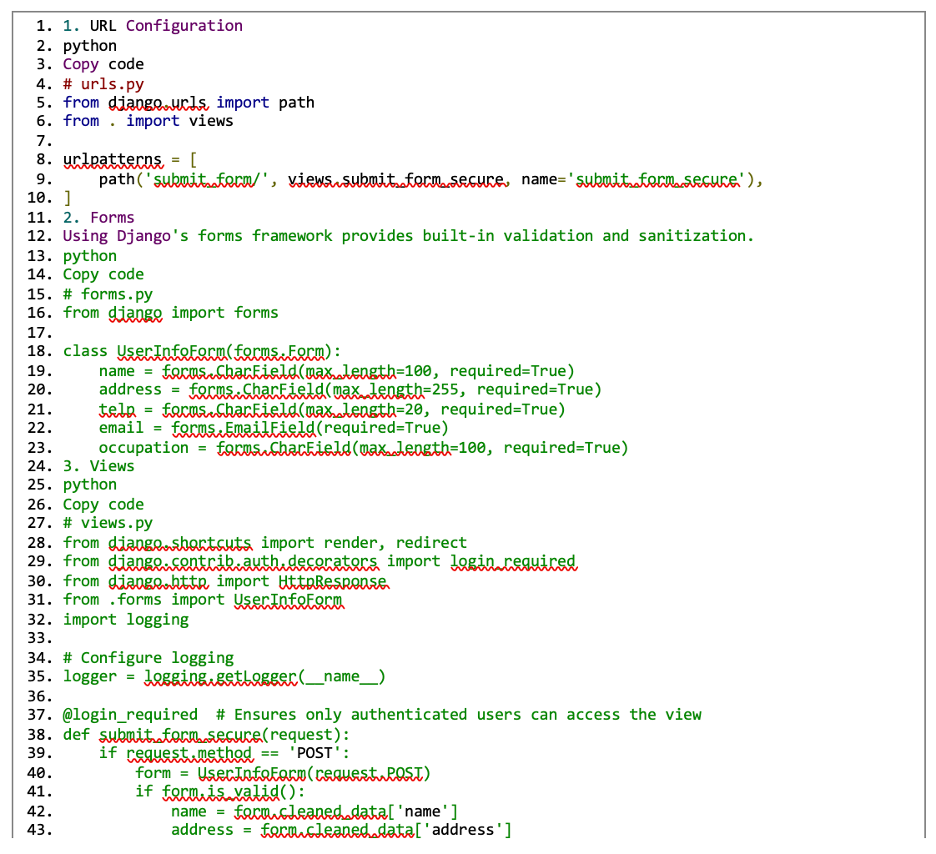 1. 1. URL Configuration
2. python
3. Copy code
4. # urls.py
5. from django.urls import path
6. from . import views
7.
8. urlpatterns = [
9.     path('submit_form/', views.submit_form_secure, name='submit_form_secure'),
10. ]
11. 2. Forms
12. Using Django's forms framework provides built-in validation and sanitization.
13. python
14. Copy code
15. # forms.py
16. from django import forms
17.
18. class UserInfoForm(forms.Form):
19.     name = forms.CharField(max_length=100, required=True)
20.     address = forms.CharField(max_length=255, required=True)
21.     telp = forms.CharField(max_length=20, required=True)
22.     email = forms.EmailField(required=True)
23.     occupation = forms.CharField(max_length=100, required=True)
24. 3. Views
25. python
26. Copy code
27. # views.py
28. from django.shortcuts import render, redirect
29. from django.contrib.auth.decorators import login_required
30. from django.http import HttpResponse
31. from .forms import UserInfoForm
32. import logging
33.
34. # Configure logging
35. logger = logging.getLogger(__name__)
36.
37. @login_required  # Ensures only authenticated users can access the view
38. def submit_form_secure(request):
39.     if request.method == 'POST':
40.         form = UserInfoForm(request.POST)
41.         if form.is_valid():
42.             name = form.cleaned_data['name']
43.             address = form.cleaned_data['address']